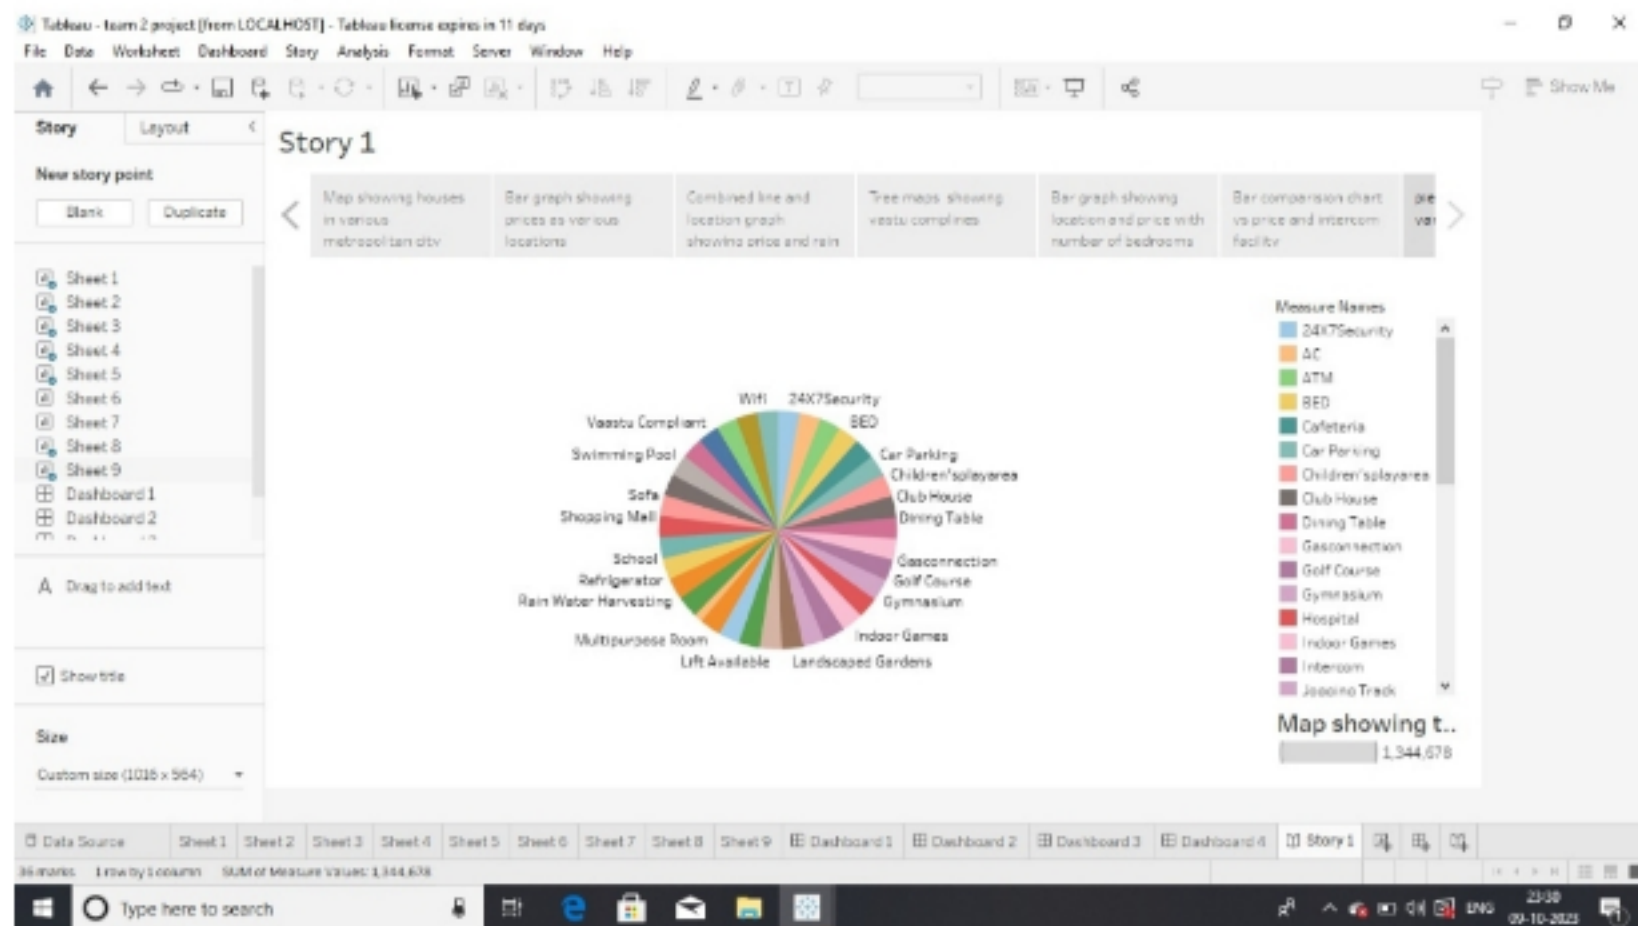 Tableau - team 2 project [from LOCALHOST] - Tableau license expires in 11 days
File Data Worksheet Dashboard Story Analysis Format Server Window Help
Show Me
Story Layout
New story point
Blank Duplicate
Sheet 1
Sheet 2
Sheet 3
Sheet 4
Sheet 5
Sheet 6
Sheet 7
Sheet 8
Sheet 9
Dashboard 1
Dashboard 2
A Drag to add text
Show title
Size
Custom size (1016 x 564)
Story 1
Map showing houses
in various
metropolitan city
Bar graph showing
prices as various
locations
Combined line and
location graph
showing price and rain
Tree maps showing
vastu complines
Bar graph showing
location and price with
number of bedrooms
Bar comparision chart
vs price and intercom
facility
pie
var
Wifi 24X7Security
Vaastu Compliant BED
Swimming Pool Car Parking
Children'splayarea
Sofa Club House
Shopping Mall Dining Table
School Gasconnection
Refrigerator Golf Course
Rain Water Harvesting Gymnasium
Multipurpose Room Indoor Games
Lift Available Landscaped Gardens
Measure Names
24X7Security
AC
ATM
BED
Cafeteria
Car Parking
Children'splayarea
Club House
Dining Table
Gasconnection
Golf Course
Gymnasium
Hospital
Indoor Games
Intercom
Jogging Track
Map showing t..
1,344,678
Data Source Sheet 1 Sheet 2 Sheet 3 Sheet 4 Sheet 5 Sheet 6 Sheet 7 Sheet 8 Sheet 9 Dashboard 1 Dashboard 2 Dashboard 3 Dashboard 4 Story 1
36 marks 1 row by 1 column SUM of Measure Values: 1,344,678
Type here to search
ENG
23:30
09-10-2023
1